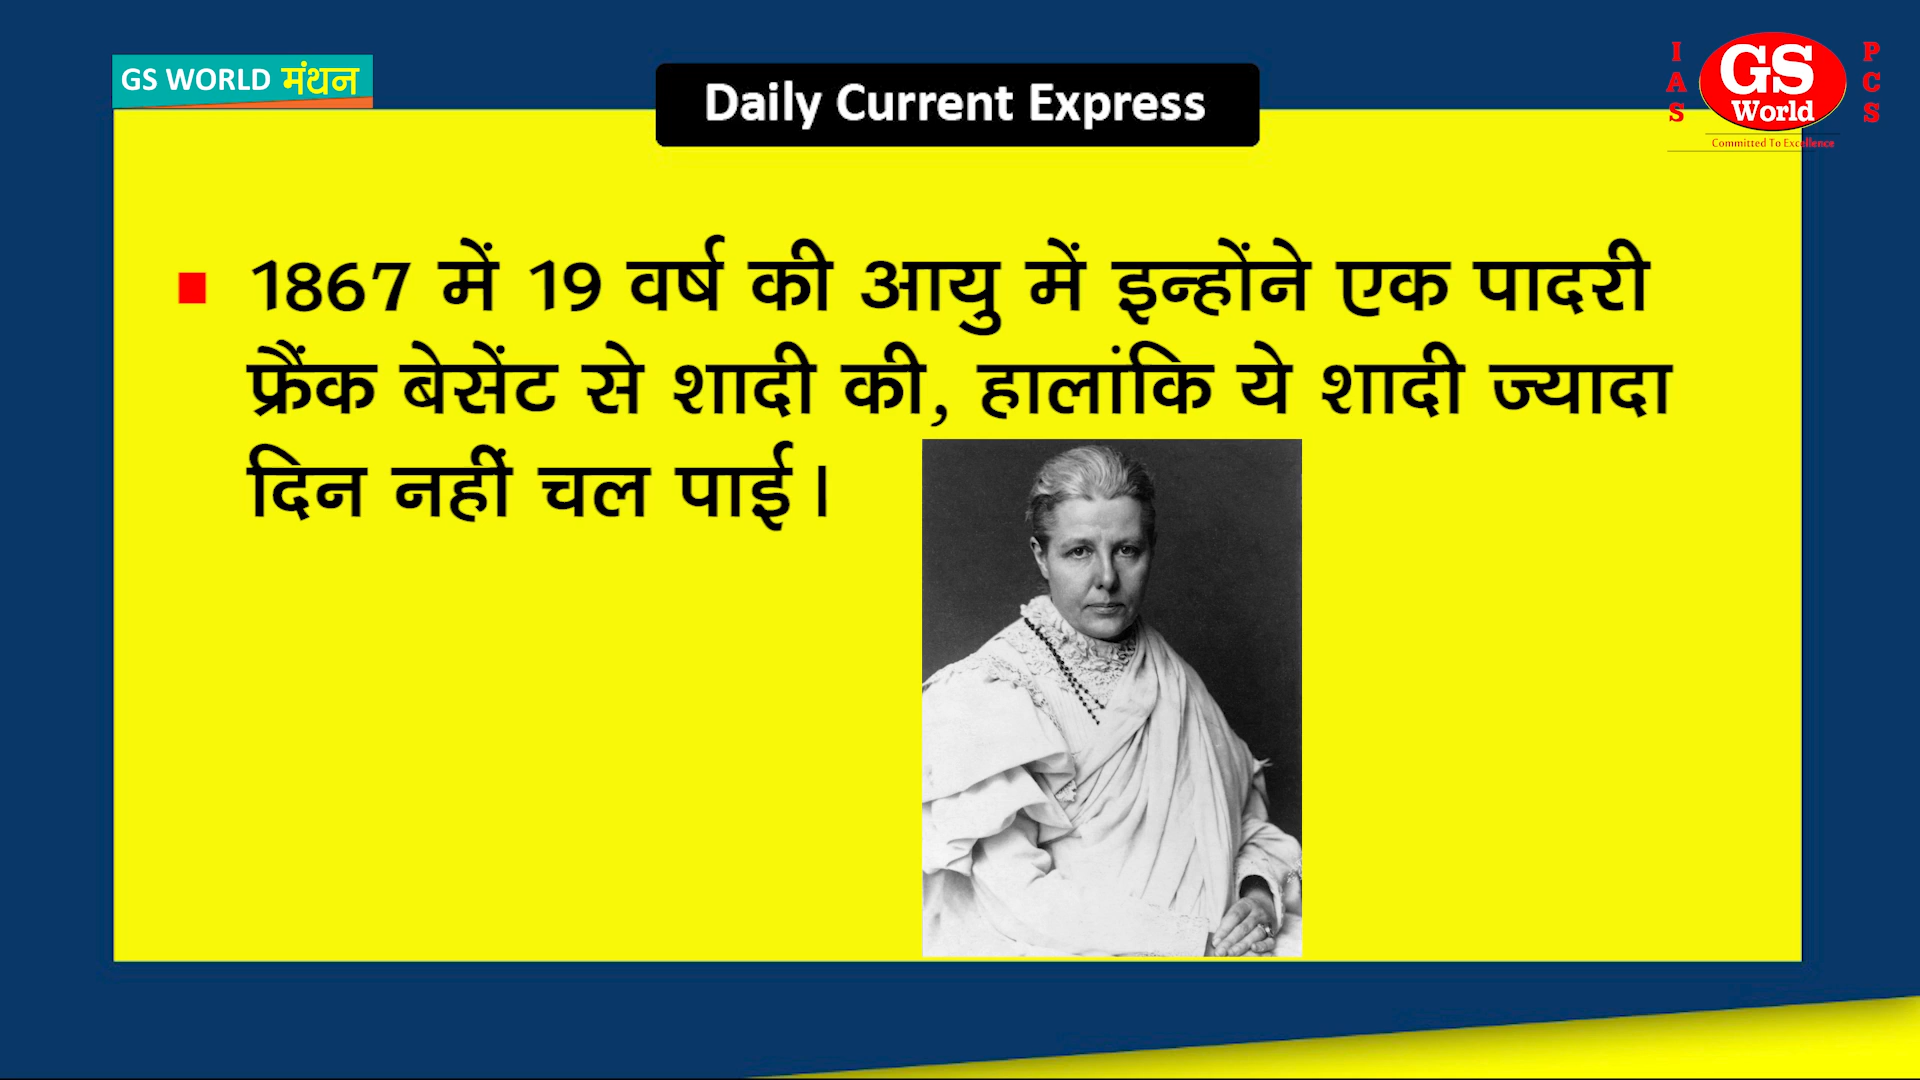 GS WORLD मंथन
Daily Current Express
IAS
GS
World
PCS
Committed To Excellence
1867 में 19 वर्ष की आयु में इन्होंने एक पादरी
फ्रैंक बेसेंट से शादी की, हालांकि ये शादी ज्यादा
दिन नहीं चल पाई।